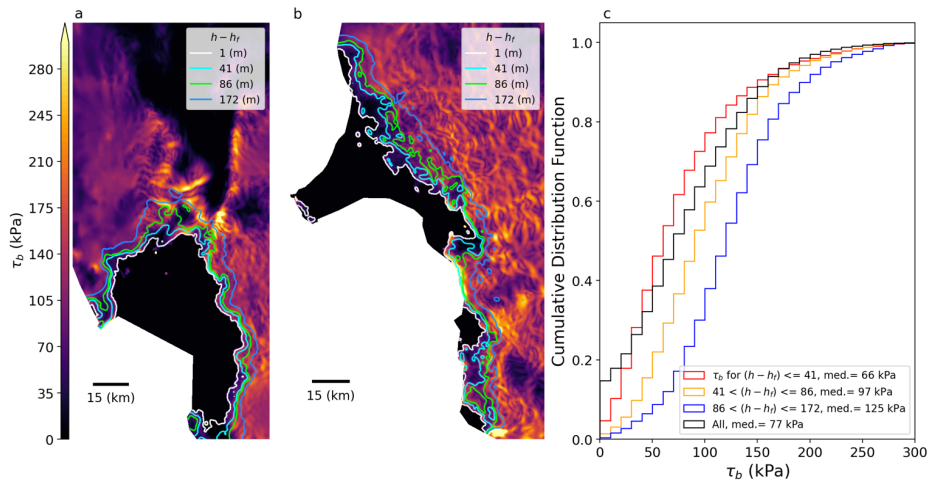 a
b
c
280
245
210
175
140
105
70
35
0
τ_b (kPa)
h − h_f
1 (m)
41 (m)
86 (m)
172 (m)
15 (km)
h − h_f
1 (m)
41 (m)
86 (m)
172 (m)
15 (km)
Cumulative Distribution Function
1.0
0.8
0.6
0.4
0.2
0.0
τ_b for (h − h_f) <= 41, med.= 66 kPa
41 < (h − h_f) <= 86, med.= 97 kPa
86 < (h − h_f) <= 172, med.= 125 kPa
All, med.= 77 kPa
0 50 100 150 200 250 300
τ_b (kPa)